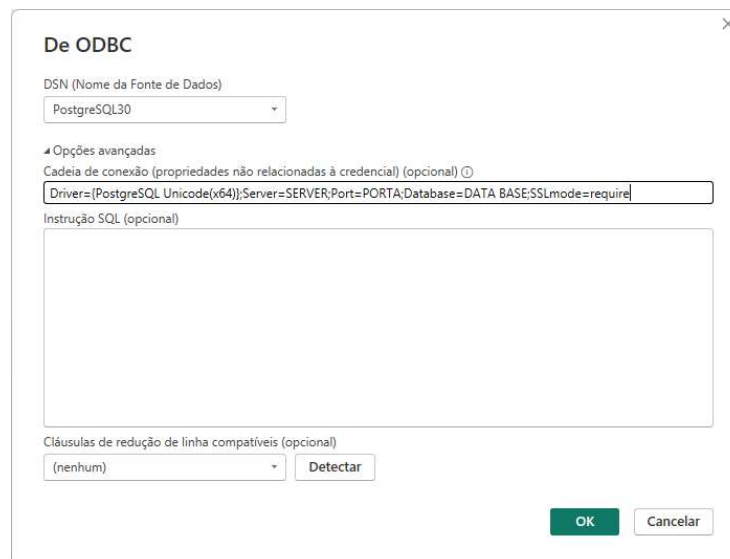 De ODBC
DSN (Nome da Fonte de Dados)
PostgreSQL30
Opções avançadas
Cadeia de conexão (propriedades não relacionadas à credencial) (opcional)
Driver={PostgreSQL Unicode(x64)};Server=SERVER;Port=PORTA;Database=DATA BASE;SSLmode=require
Instrução SQL (opcional)
Cláusulas de redução de linha compatíveis (opcional)
(nenhum) Detectar
OK Cancelar